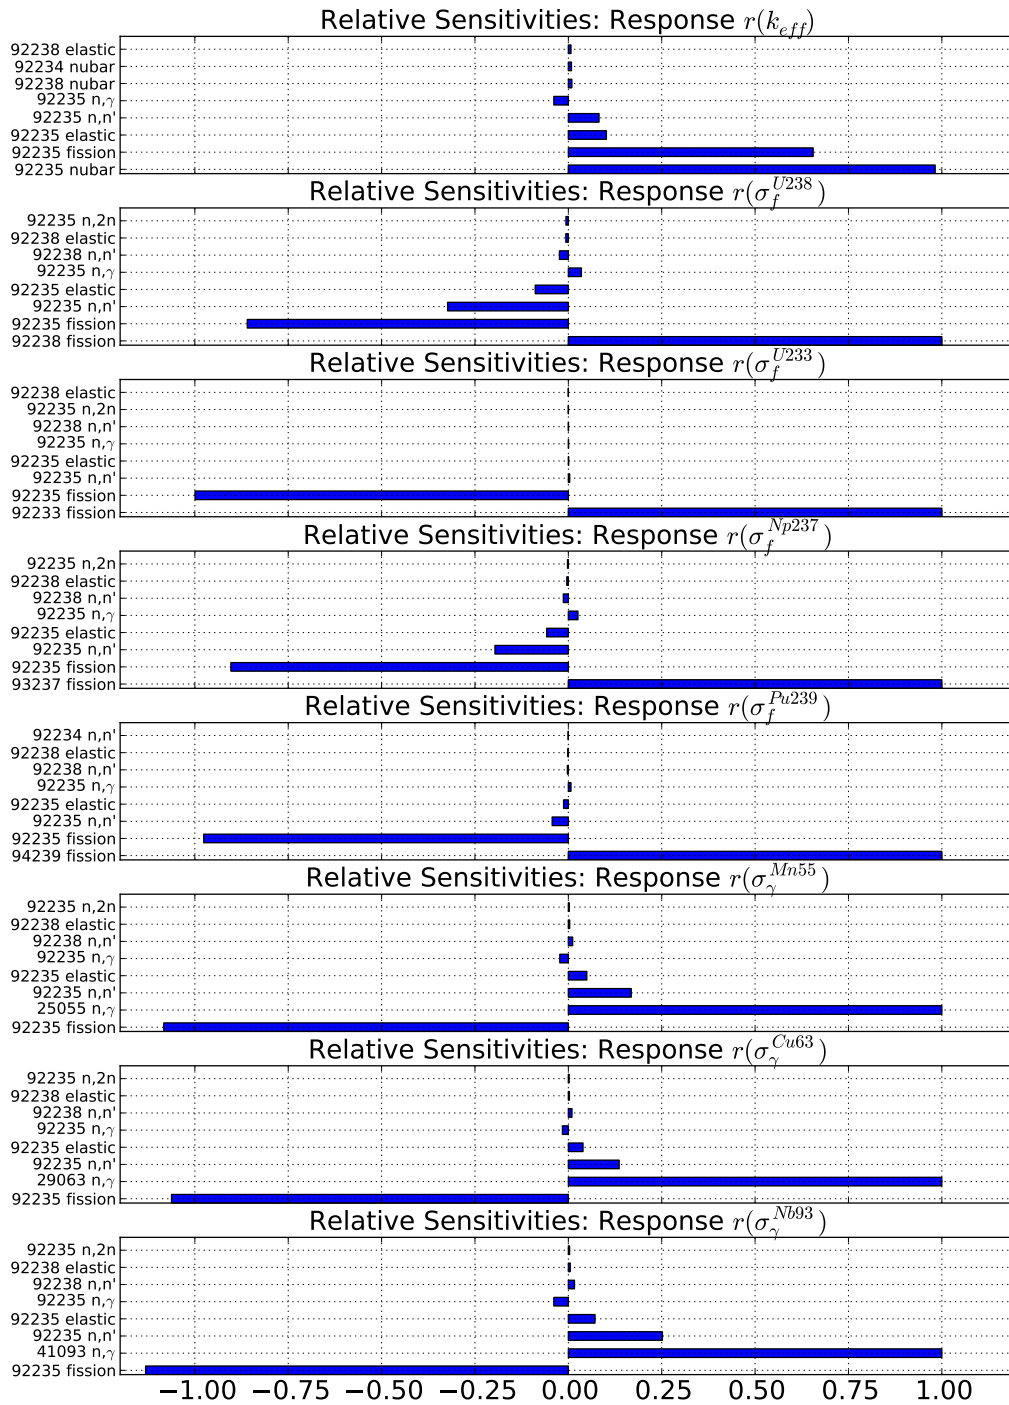 Relative Sensitivities: Response r(k_eff)
92238 elastic
92234 nubar
92238 nubar
92235 n,γ
92235 n,n'
92235 elastic
92235 fission
92235 nubar
Relative Sensitivities: Response r(σ_f^U238)
92235 n,2n
92238 elastic
92238 n,n'
92235 n,γ
92235 elastic
92235 n,n'
92235 fission
92238 fission
Relative Sensitivities: Response r(σ_f^U233)
92238 elastic
92235 n,2n
92238 n,n'
92235 n,γ
92235 elastic
92235 n,n'
92235 fission
92233 fission
Relative Sensitivities: Response r(σ_f^Np237)
92235 n,2n
92238 elastic
92238 n,n'
92235 n,γ
92235 elastic
92235 n,n'
92235 fission
93237 fission
Relative Sensitivities: Response r(σ_f^Pu239)
92234 n,n'
92238 elastic
92238 n,n'
92235 n,γ
92235 elastic
92235 n,n'
92235 fission
94239 fission
Relative Sensitivities: Response r(σ_γ^Mn55)
92235 n,2n
92238 elastic
92238 n,n'
92235 n,γ
92235 elastic
92235 n,n'
25055 n,γ
92235 fission
Relative Sensitivities: Response r(σ_γ^Cu63)
92235 n,2n
92238 elastic
92238 n,n'
92235 n,γ
92235 elastic
92235 n,n'
29063 n,γ
92235 fission
Relative Sensitivities: Response r(σ_γ^Nb93)
92235 n,2n
92238 elastic
92238 n,n'
92235 n,γ
92235 elastic
92235 n,n'
41093 n,γ
92235 fission
−1.00 −0.75 −0.50 −0.25 0.00 0.25 0.50 0.75 1.00